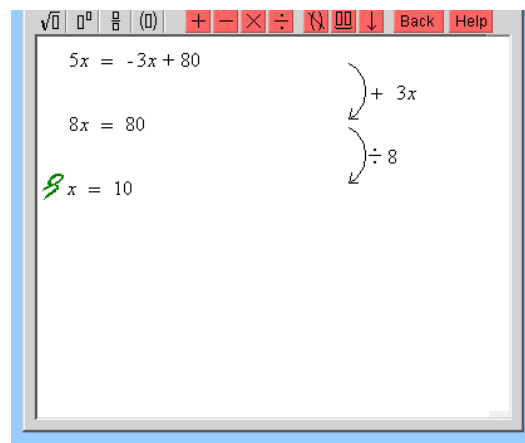 √▯ ▯▯ ▯/▯ (▯) + − × ÷ ↓ Back Help
5x = -3x + 80
+ 3x
8x = 80
÷ 8
x = 10